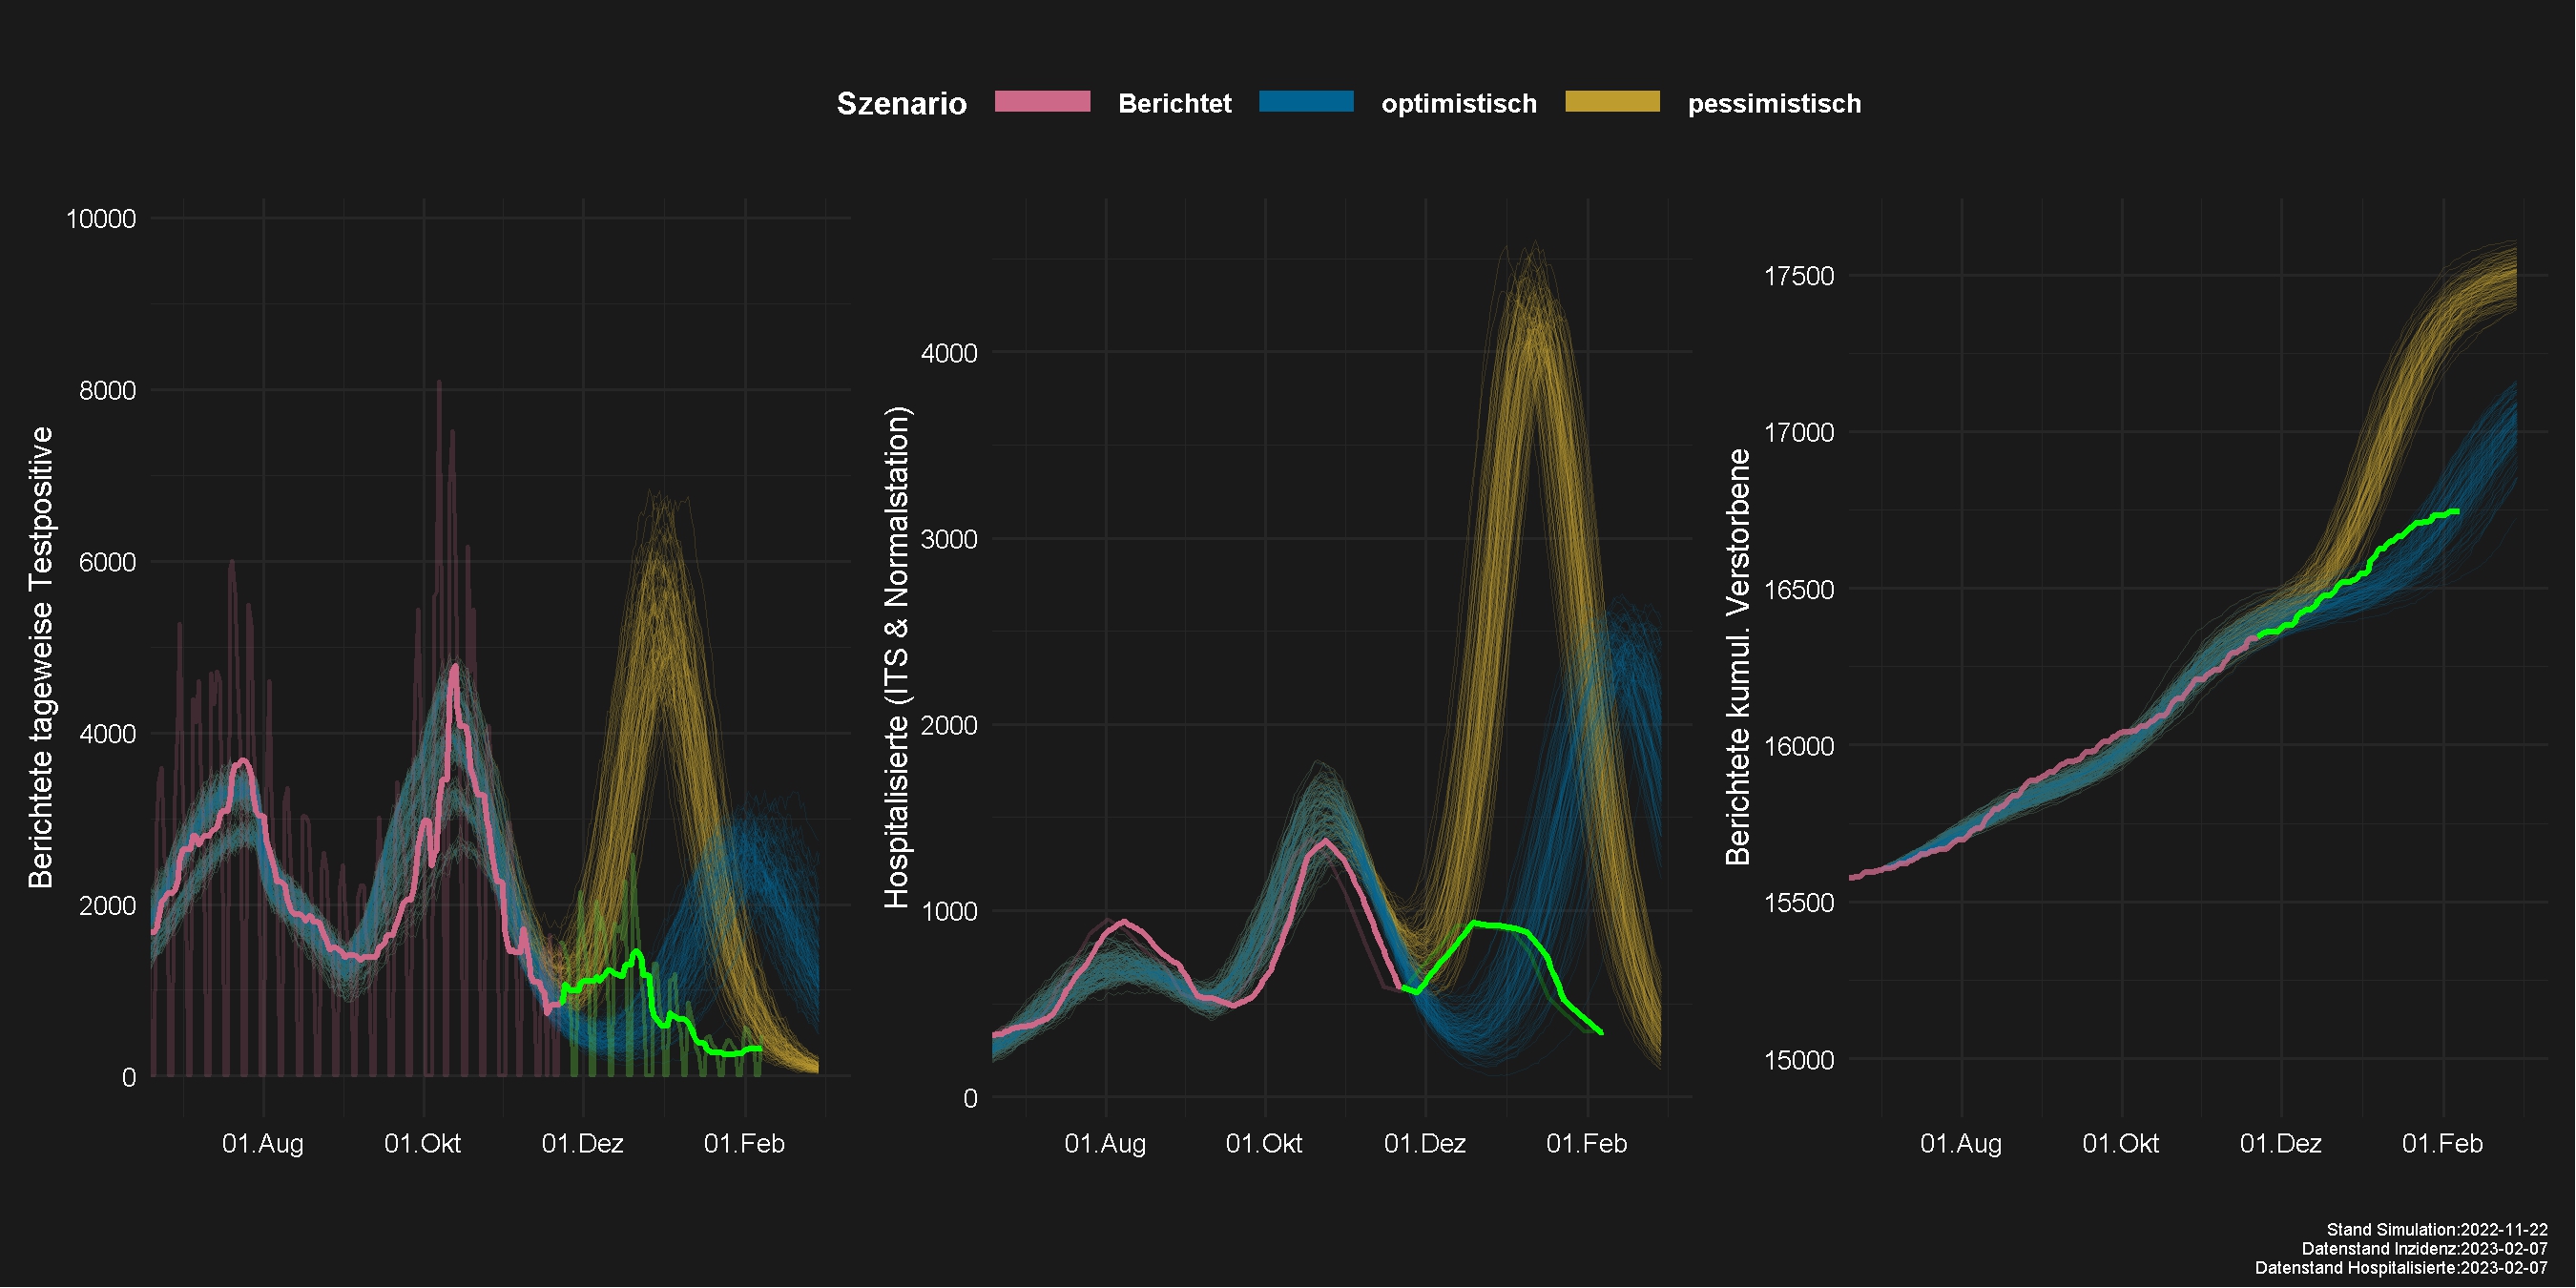 Szenario Berichtet optimistisch pessimistisch
Berichtete tageweise Testpositive
10000
8000
6000
4000
2000
0
01.Aug 01.Okt 01.Dez 01.Feb
Hospitalisierte (ITS & Normalstation)
4000
3000
2000
1000
0
01.Aug 01.Okt 01.Dez 01.Feb
Berichtete kumul. Verstorbene
17500
17000
16500
16000
15500
15000
01.Aug 01.Okt 01.Dez 01.Feb
Stand Simulation:2022-11-22
Datenstand Inzidenz:2023-02-07
Datenstand Hospitalisierte:2023-02-07